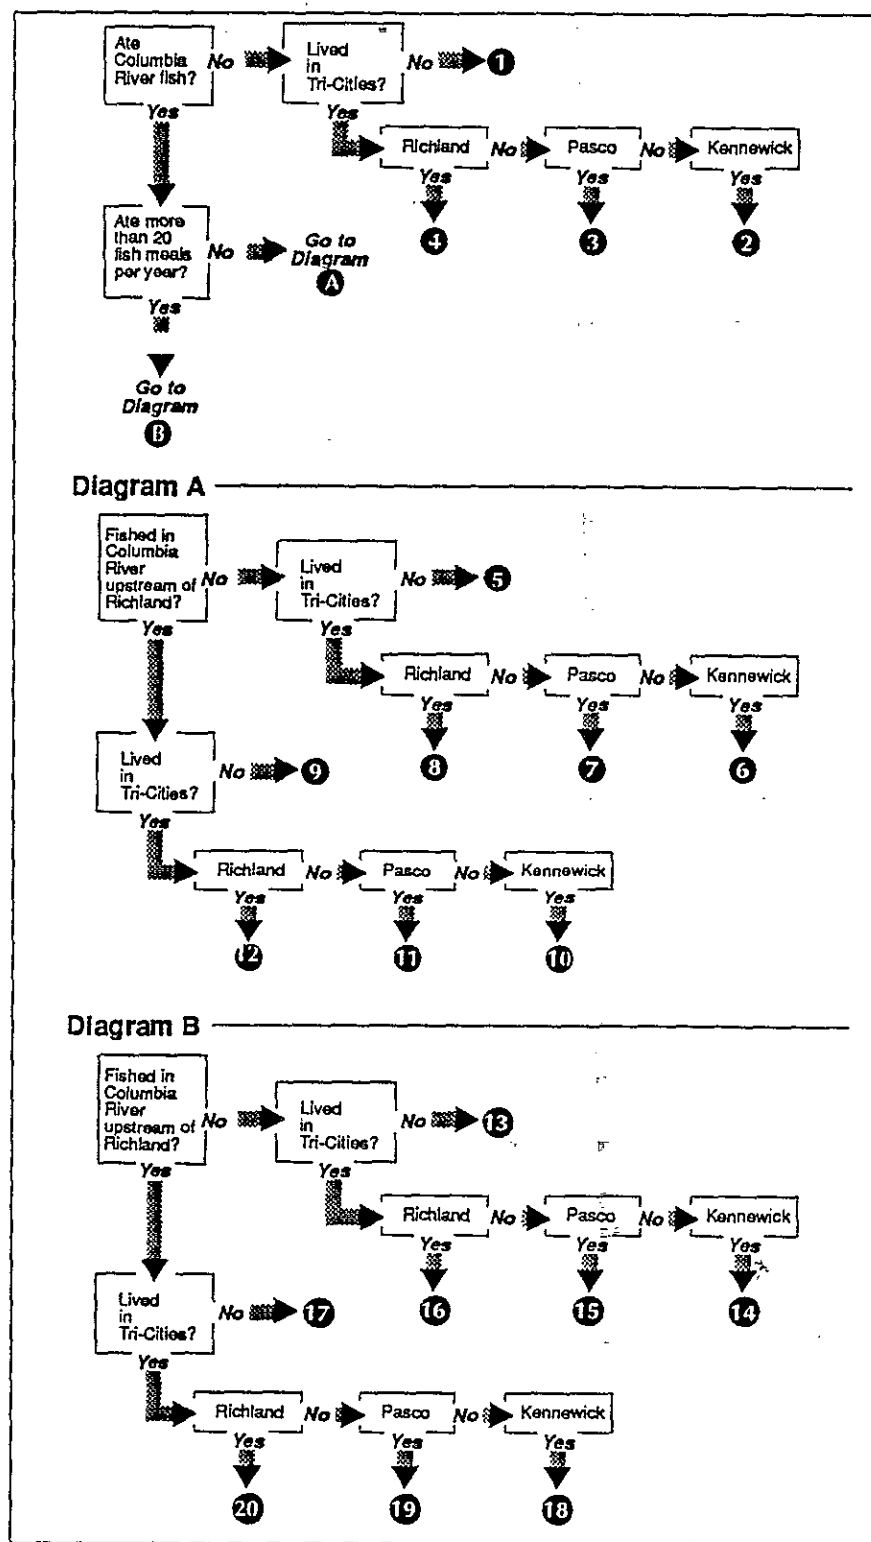 Ate
Columbia
River fish?
No
Lived
in
Tri-Cities?
No
1
Yes
Yes
Richland
No
Pasco
No
Kennewick
Yes
Yes
Yes
4
3
2
Ate more
than 20
fish meals
per year?
No
Go to
Diagram
A
Yes
Go to
Diagram
B
Diagram A
Fished in
Columbia
River
upstream of
Richland?
No
Lived
in
Tri-Cities?
No
5
Yes
Yes
Richland
No
Pasco
No
Kennewick
Yes
Yes
Yes
8
7
6
Lived
in
Tri-Cities?
No
9
Yes
Richland
No
Pasco
No
Kennewick
Yes
Yes
Yes
12
11
10
Diagram B
Fished in
Columbia
River
upstream of
Richland?
No
Lived
in
Tri-Cities?
No
13
Yes
Yes
Richland
No
Pasco
No
Kennewick
Yes
Yes
Yes
16
15
14
Lived
in
Tri-Cities?
No
17
Yes
Richland
No
Pasco
No
Kennewick
Yes
Yes
Yes
20
19
18